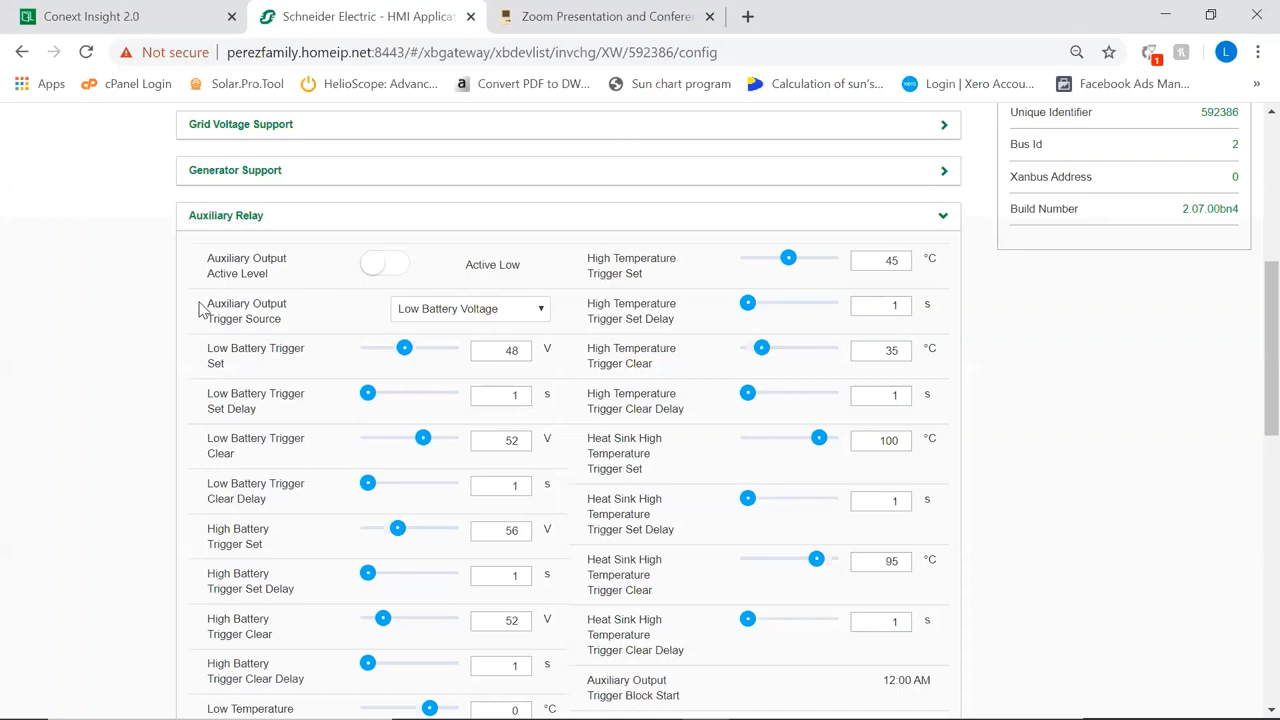 Conext Insight 2.0
Schneider Electric - HMI Applicat
Zoom Presentation and Conferen
Not secure
perezfamily.homeip.net:8443/#/xbgateway/xbdevlist/invchg/XW/592386/config
1
L
Apps
cPanel Login
Solar.Pro.Tool
HelioScope: Advanc...
Convert PDF to DW...
Sun chart program
Calculation of sun's...
Login | Xero Accou...
Facebook Ads Man...
»
Grid Voltage Support
Generator Support
Auxiliary Relay
Auxiliary Output
Active Level
Active Low
Auxiliary Output
Trigger Source
Low Battery Voltage
Low Battery Trigger
Set
48 V
Low Battery Trigger
Set Delay
1 s
Low Battery Trigger
Clear
52 V
Low Battery Trigger
Clear Delay
1 s
High Battery
Trigger Set
56 V
High Battery
Trigger Set Delay
1 s
High Battery
Trigger Clear
52 V
High Battery
Trigger Clear Delay
1 s
Low Temperature
0 °C
High Temperature
Trigger Set
45 °C
High Temperature
Trigger Set Delay
1 s
High Temperature
Trigger Clear
35 °C
High Temperature
Trigger Clear Delay
1 s
Heat Sink High
Temperature
Trigger Set
100 °C
Heat Sink High
Temperature
Trigger Set Delay
1 s
Heat Sink High
Temperature
Trigger Clear
95 °C
Heat Sink High
Temperature
Trigger Clear Delay
1 s
Auxiliary Output
Trigger Block Start
12:00 AM
Unique Identifier 592386
Bus Id 2
Xanbus Address 0
Build Number 2.07.00bn4